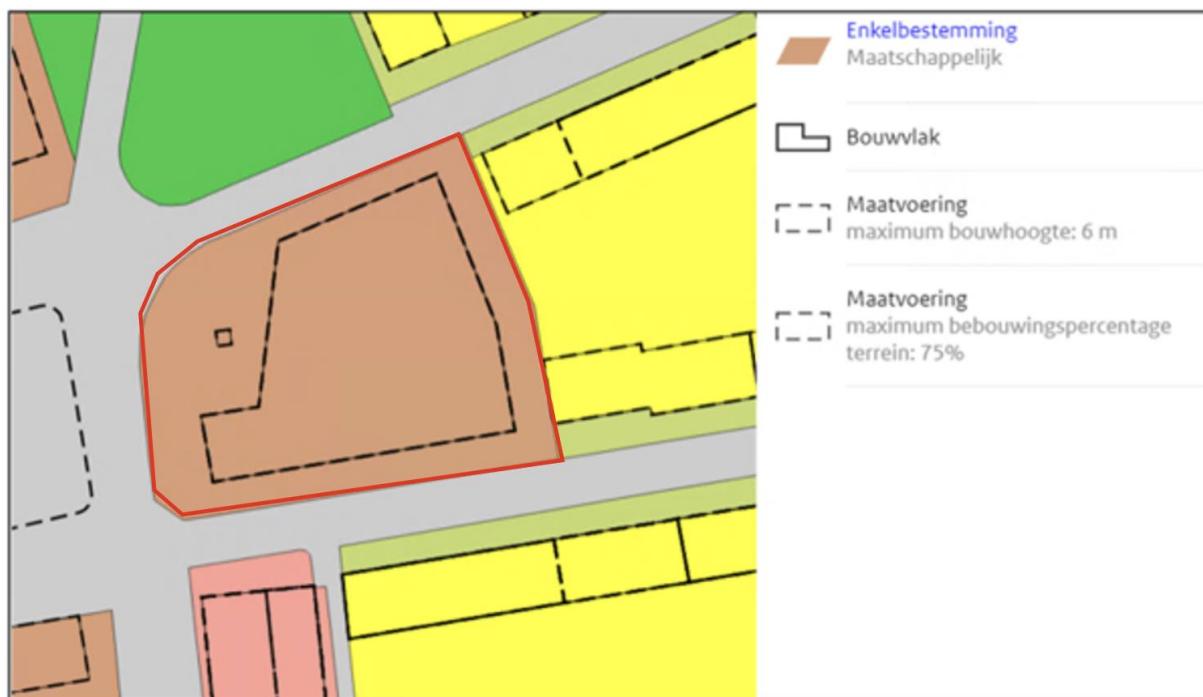 Enkelbestemming
Maatschappelijk
Bouwvlak
Maatvoering
maximum bouwhoogte: 6 m
Maatvoering
maximum bebouwingspercentage
terrein: 75%